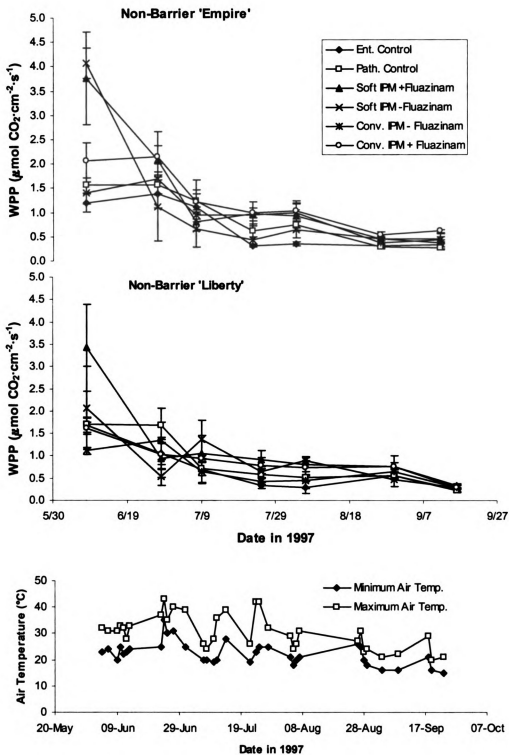 Non-Barrier 'Empire'
5.0
4.5
4.0
3.5
3.0
2.5
2.0
1.5
1.0
0.5
0.0
WPP (µmol CO₂·cm⁻²·s⁻¹)
Ent. Control
Path. Control
Soft IPM +Fluazinam
Soft IPM -Fluazinam
Conv. IPM - Fluazinam
Conv. IPM + Fluazinam
Non-Barrier 'Liberty'
5.0
4.5
4.0
3.5
3.0
2.5
2.0
1.5
1.0
0.5
0.0
WPP (µmol CO₂·cm⁻²·s⁻¹)
5/30 6/19 7/9 7/29 8/18 9/7 9/27
Date in 1997
50
40
30
20
10
0
Air Temperature (°C)
Minimum Air Temp.
Maximum Air Temp.
20-May 09-Jun 29-Jun 19-Jul 08-Aug 28-Aug 17-Sep 07-Oct
Date in 1997